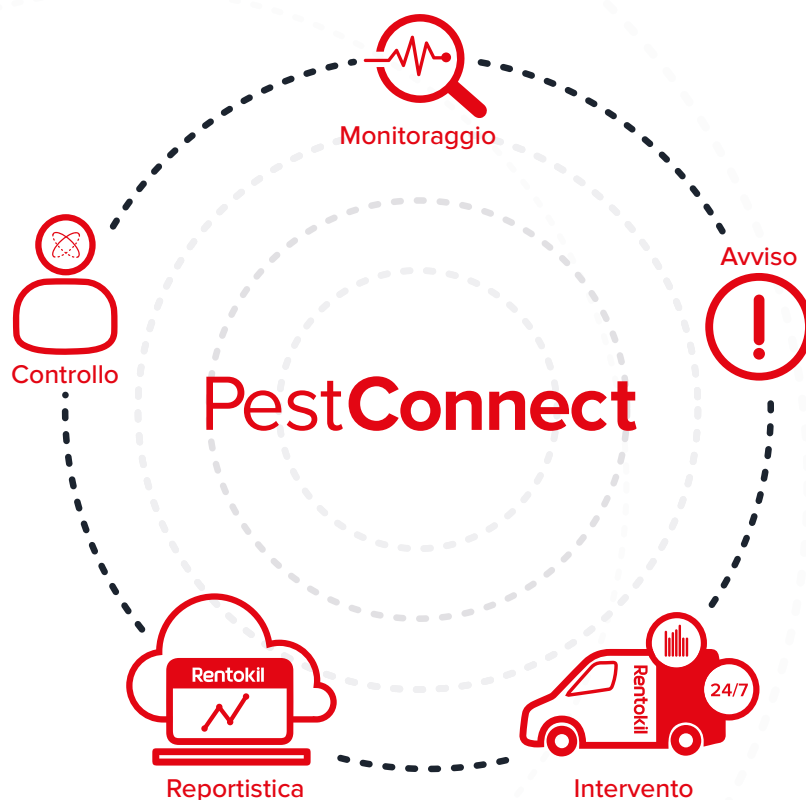 Monitoraggio
Avviso
Controllo
PestConnect
Rentokil
Reportistica
Rentokil
24/7
Intervento